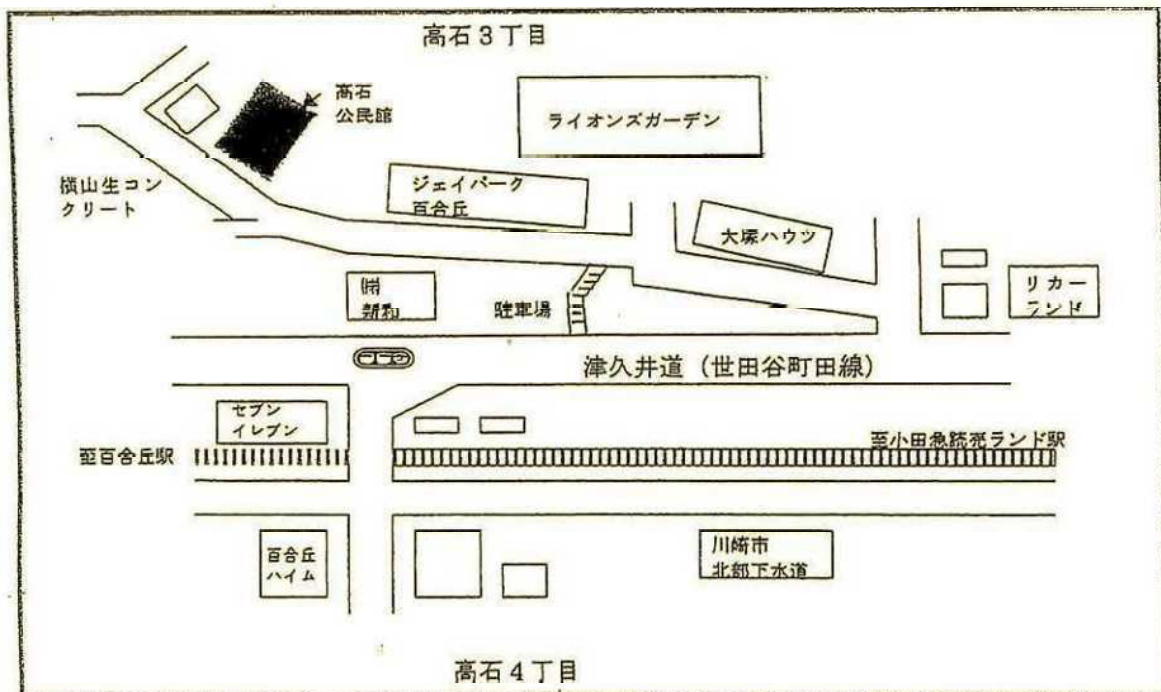 高石3丁目
高石
公民館
ライオンズガーデン
横山生コン
クリート
ジェイパーク
百合丘
大塚ハウツ
リカー
ランド
㈱
新和
駐車場
津久井道(世田谷町田線)
セブン
イレブン
至百合丘駅
至小田急読売ランド駅
百合丘
ハイム
川崎市
北部下水道
高石4丁目